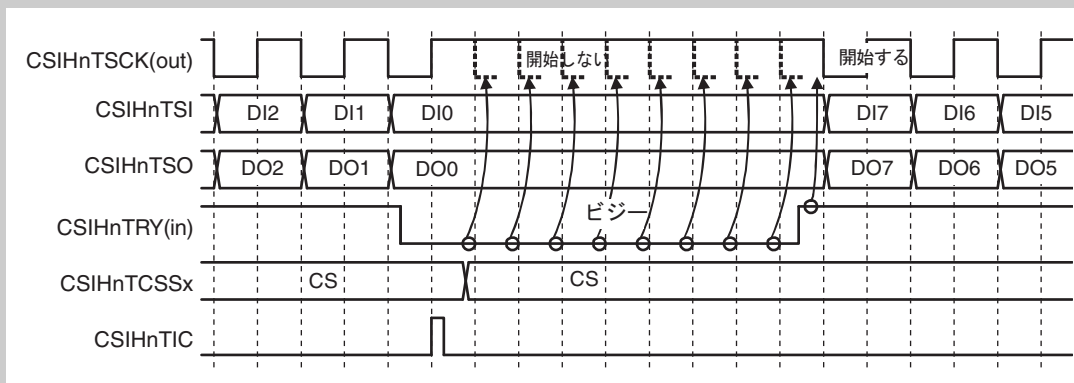 CSIHnTSCK(out) 開始しない 開始する
CSIHnTSI DI2 DI1 DI0 DI7 DI6 DI5
CSIHnTSO DO2 DO1 DO0 DO7 DO6 DO5
CSIHnTRY(in) ビジー
CSIHnTCSSx CS CS
CSIHnTIC